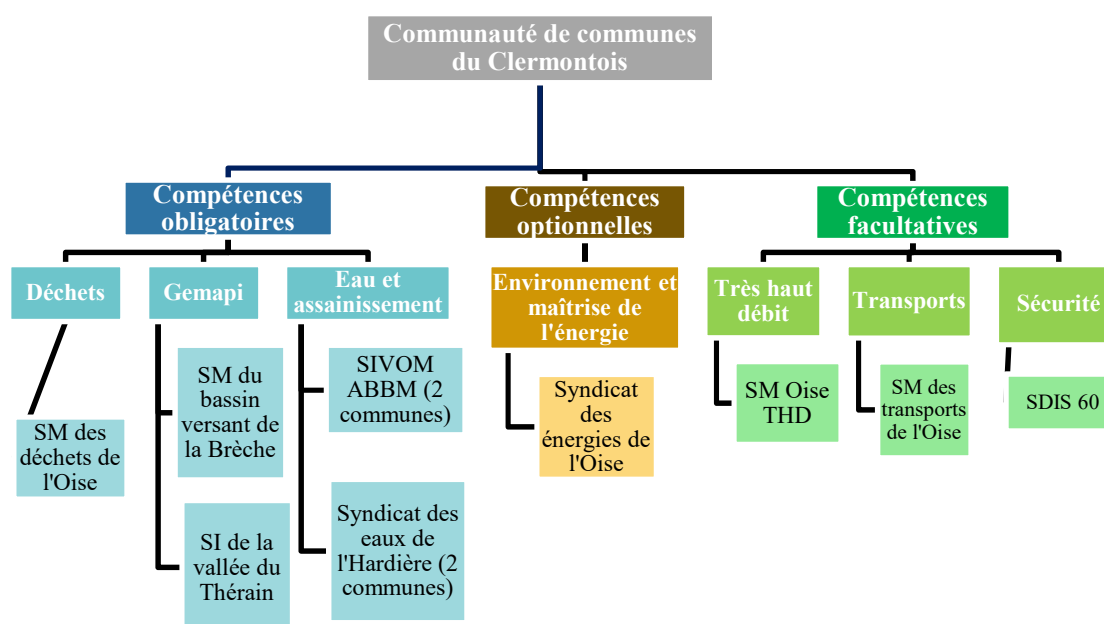 Communauté de communes
du Clermontois
Compétences
obligatoires
Compétences
optionnelles
Compétences
facultatives
Déchets
Gemapi
Eau et
assainissement
Environnement et
maîtrise de
l'énergie
Très haut
débit
Transports
Sécurité
SM des
déchets de
l'Oise
SM du
bassin
versant de
la Brèche
SI de la
vallée du
Thérain
SIVOM
ABBM (2
communes)
Syndicat des
eaux de
l'Hardière (2
communes)
Syndicat
des
énergies de
l'Oise
SM Oise
THD
SM des
transports
de l'Oise
SDIS 60